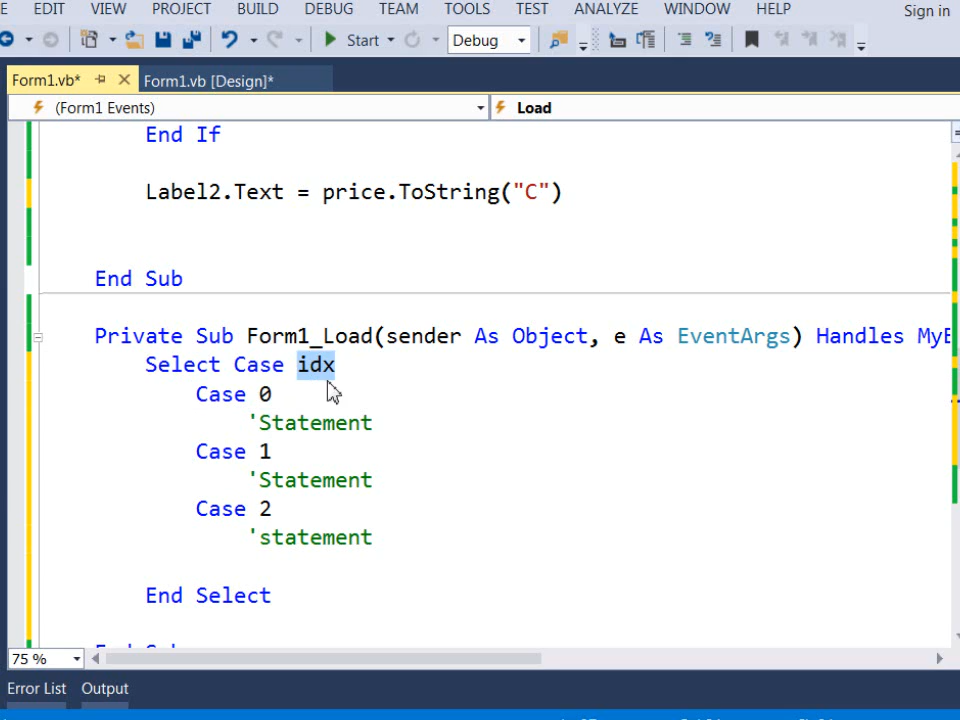 E EDIT VIEW PROJECT BUILD DEBUG TEAM TOOLS TEST ANALYZE WINDOW HELP Sign in
Start Debug
Form1.vb* Form1.vb [Design]*
(Form1 Events) Load
End If
Label2.Text = price.ToString("C")
End Sub
Private Sub Form1_Load(sender As Object, e As EventArgs) Handles MyB
Select Case idx
Case 0
'Statement
Case 1
'Statement
Case 2
'statement
End Select
End Sub
75 %
Error List Output